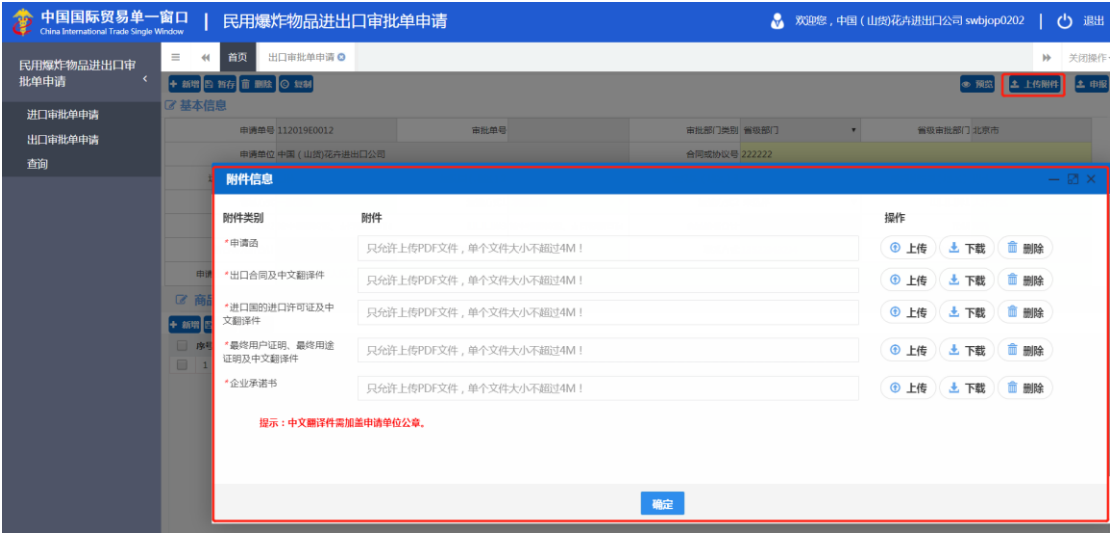 中国国际贸易单一窗口 | 民用爆炸物品进出口审批单申请
China International Trade Single Window
欢迎您，中国（山货)花卉进出口公司 swbjop0202 | 退出
民用爆炸物品进出口审批单申请
首页 出口审批单申请 关闭操作
进口审批单申请
出口审批单申请
查询
新增 暂存 删除 复制 预览 上传附件 申报
基本信息
申请单号 11201960012 审批单号 审批部门类别 省级部门 省级审批部门 北京市
申请单位 中国（山货)花卉进出口公司 合同或协议号 222222
附件信息
附件类别 附件 操作
*申请函 只允许上传PDF文件，单个文件大小不超过4M！ 上传 下载 删除
*出口合同及中文翻译件 只允许上传PDF文件，单个文件大小不超过4M！ 上传 下载 删除
*进口国的进口许可证及中
文翻译件 只允许上传PDF文件，单个文件大小不超过4M！ 上传 下载 删除
*最终用户证明、最终用途
证明及中文翻译件 只允许上传PDF文件，单个文件大小不超过4M！ 上传 下载 删除
*企业承诺书 只允许上传PDF文件，单个文件大小不超过4M！ 上传 下载 删除
提示：中文翻译件需加盖申请单位公章。
商品
新增
序号
1
确定